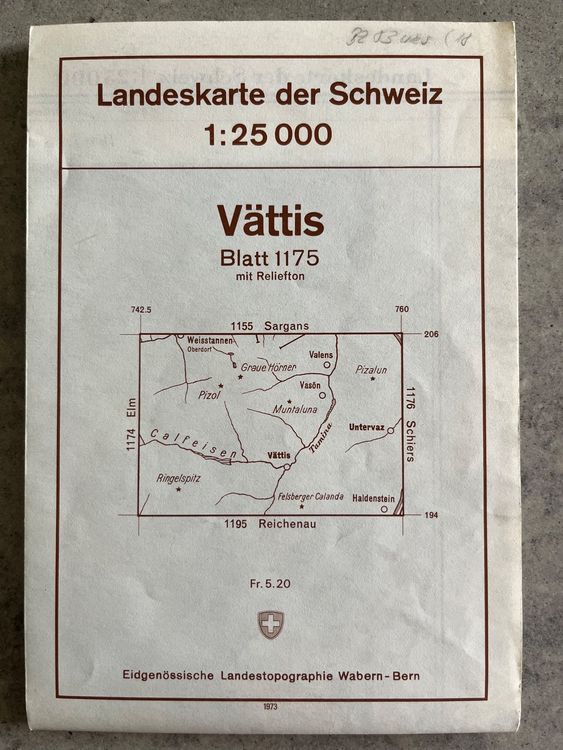 Landeskarte der Schweiz
1:25 000
Vättis
Blatt 1175
mit Reliefton
742.5
760
1155 Sargans
206
Weisstannen
Oberdorf
Valens
Graue Hörner
Pizalun
Pizol
Vasön
Muntaluna
1174 Elm
1176 Schiers
Untervaz
Calfeisen
Tamina
Vättis
Ringelspitz
Felsberger Calanda
Haldenstein
194
1195 Reichenau
Fr. 5.20
Eidgenössische Landestopographie Wabern-Bern
1973